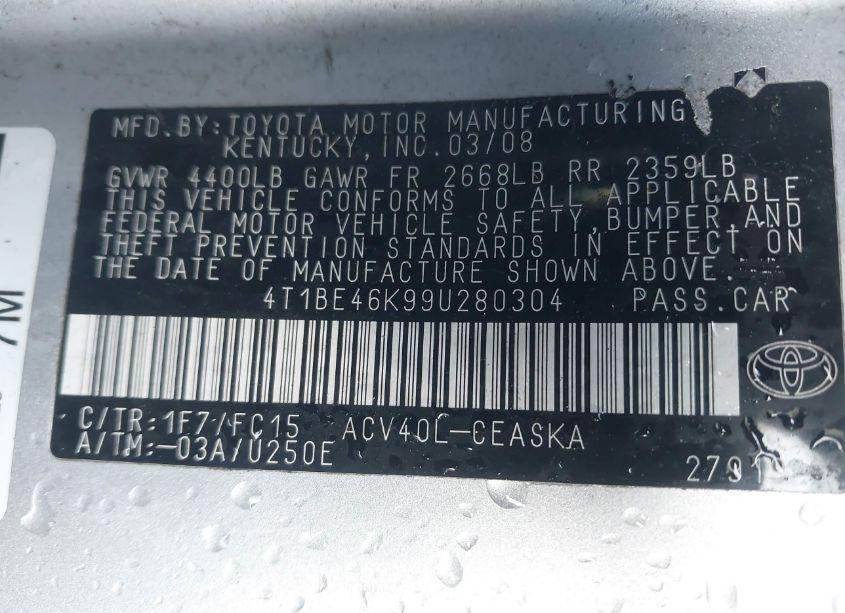 MFD.BY:TOYOTA MOTOR MANUFACTURING
KENTUCKY,INC.03/08
GVWR 4400LB GAWR FR 2668LB RR 2359LB
THIS VEHICLE CONFORMS TO ALL APPLICABLE
FEDERAL MOTOR VEHICLE SAFETY,BUMPER,AND
THEFT PREVENTION STANDARDS IN EFFECT ON
THE DATE OF MANUFACTURE SHOWN ABOVE.
4T1BE46K99U280304 PASS.CAR
C/TR:1F7/FC15 ACV40L-CEASKA
A/TM:-03A/U250E
279
7M